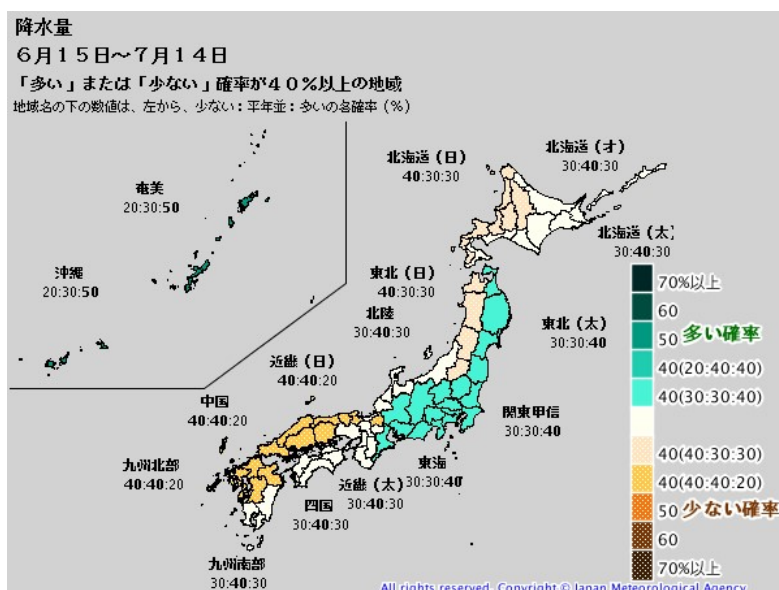 降水量
6月15日～7月14日
「多い」または「少ない」確率が40%以上の地域
地域名の下の数値は、左から、少ない:平年並:多いの各確率(%)
北海道(日)
40:30:30
北海道(オ)
30:40:30
奄美
20:30:50
北海道(太)
30:40:30
沖縄
20:30:50
東北(日)
40:30:30
北陸
30:40:30
東北(太)
30:30:40
近畿(日)
40:40:20
中国
40:40:20
関東甲信
30:30:40
九州北部
40:40:20
東海
30:30:40
近畿(太)
30:40:30
四国
30:40:30
九州南部
30:40:30
70%以上
60
50 多い確率
40(20:40:40)
40(30:30:40)
40(40:30:30)
40(40:40:20)
50 少ない確率
60
70%以上
All rights reserved. Copyright © Japan Meteorological Agency